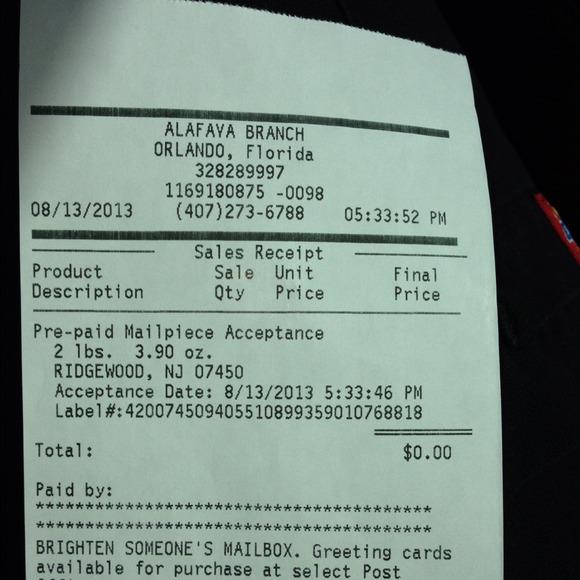 ALAFAYA BRANCH
ORLANDO, Florida
328289997
1169180875 -0098
08/13/2013 (407)273-6788 05:33:52 PM
Sales Receipt
Product Sale Unit Final
Description Qty Price Price
Pre-paid Mailpiece Acceptance
2 lbs. 3.90 oz.
RIDGEWOOD, NJ 07450
Acceptance Date: 8/13/2013 5:33:46 PM
Label#:420074509405510899359010768818
Total: $0.00
Paid by:
****************************************
****************************************
BRIGHTEN SOMEONE'S MAILBOX. Greeting cards
available for purchase at select Post